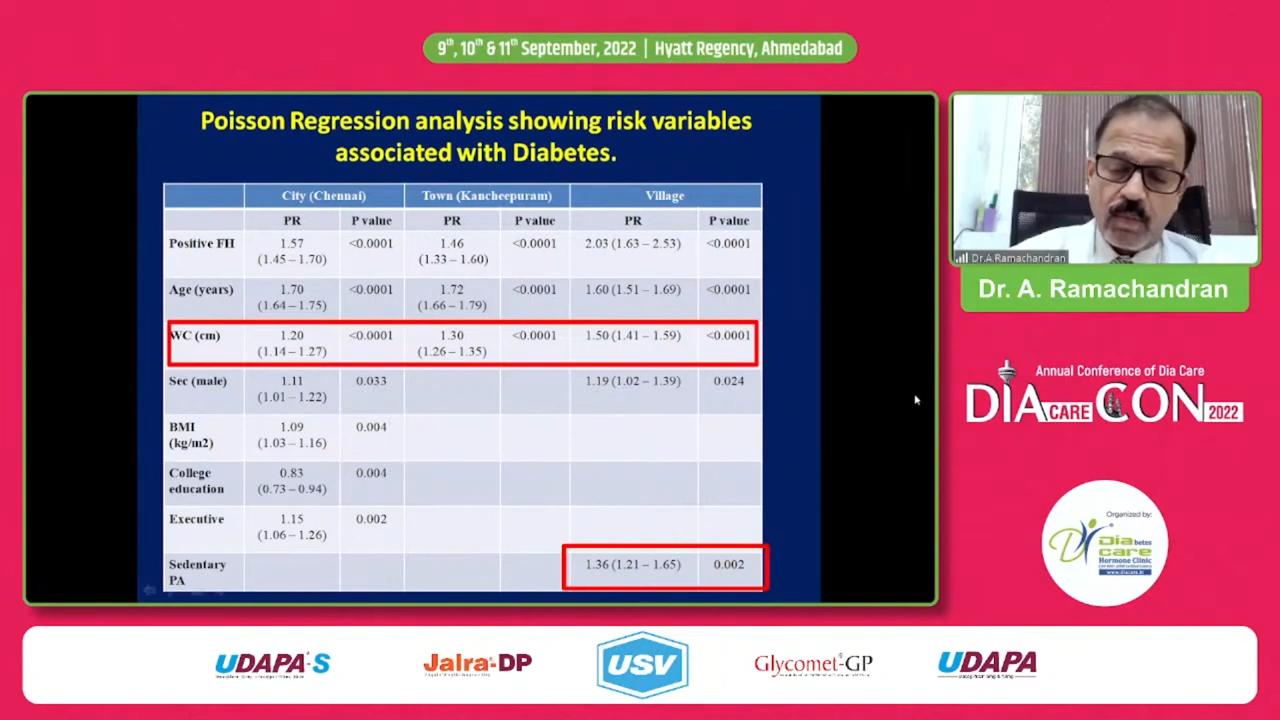 9th, 10th & 11th September, 2022 | Hyatt Regency, Ahmedabad
Poisson Regression analysis showing risk variables
associated with Diabetes.
City (Chennai) Town (Kancheepuram) Village
PR P value PR P value PR P value
Positive FH 1.57 <0.0001 1.46 <0.0001 2.03 (1.63 – 2.53) <0.0001
(1.45 – 1.70) (1.33 – 1.60)
Age (years) 1.70 <0.0001 1.72 <0.0001 1.60 (1.51 – 1.69) <0.0001
(1.64 – 1.75) (1.66 – 1.79)
WC (cm) 1.20 <0.0001 1.30 <0.0001 1.50 (1.41 – 1.59) <0.0001
(1.14 – 1.27) (1.26 – 1.35)
Sec (male) 1.11 0.033 1.19 (1.02 – 1.39) 0.024
(1.01 – 1.22)
BMI 1.09 0.004
(kg/m2) (1.03 – 1.16)
College 0.83 0.004
education (0.73 – 0.94)
Executive 1.15 0.002
(1.06 – 1.26)
Sedentary 1.36 (1.21 – 1.65) 0.002
PA
Dr.A.Ramachandran
Dr. A. Ramachandran
Annual Conference of Dia Care
DIA CARE CON 2022
Organized by:
Diabetes
care
Hormone Clinic
www.diacare.in
UDAPA-S
Jalra-DP
USV
Glycomet-GP
UDAPA